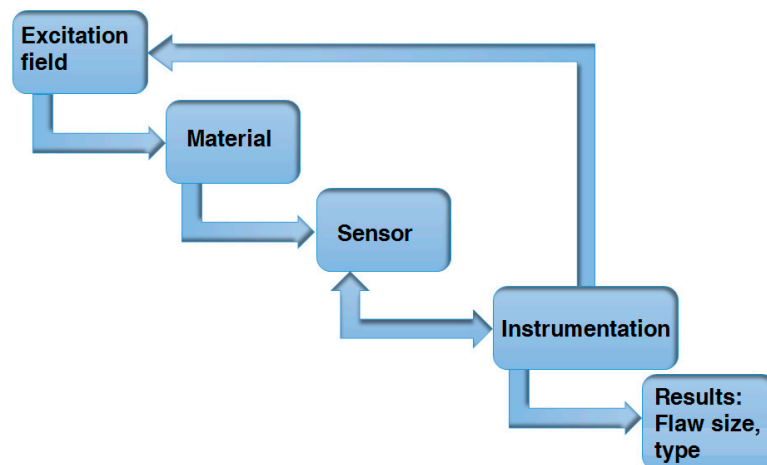 Excitation
field
Material
Sensor
Instrumentation
Results:
Flaw size,
type